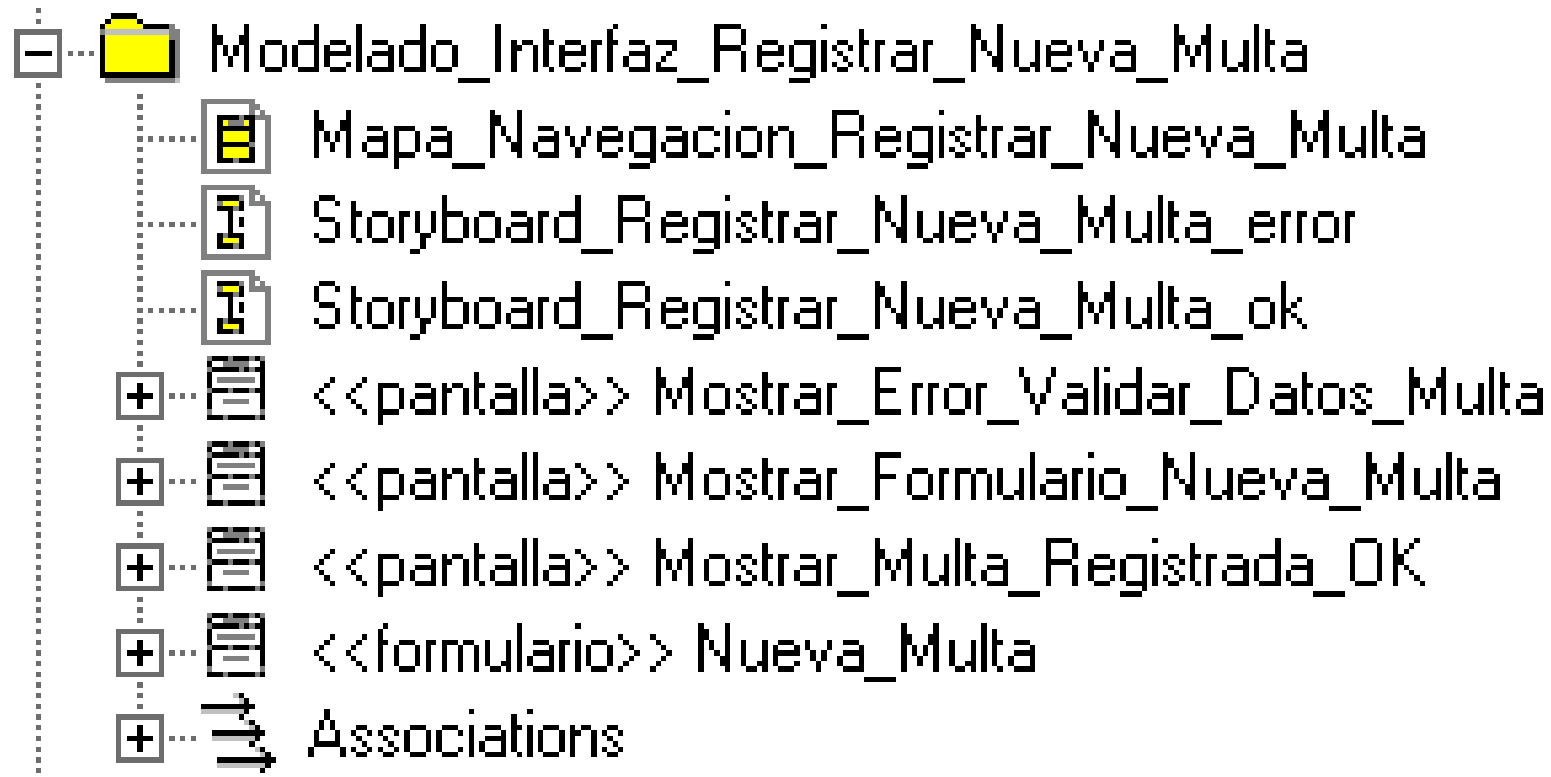 Modelado_Interfaz_Registrar_Nueva_Multa
Mapa_Navegacion_Registrar_Nueva_Multa
Storyboard_Registrar_Nueva_Multa_error
Storyboard_Registrar_Nueva_Multa_ok
<<pantalla>> Mostrar_Error_Validar_Datos_Multa
<<pantalla>> Mostrar_Formulario_Nueva_Multa
<<pantalla>> Mostrar_Multa_Registrada_OK
<<formulario>> Nueva_Multa
Associations